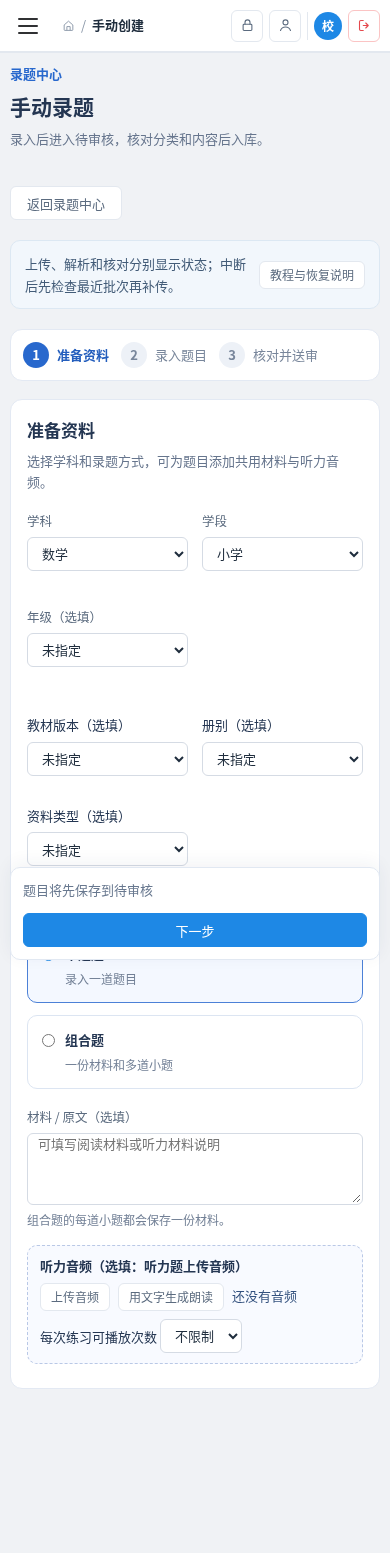 / 手动创建
校
录题中心
手动录题
录入后进入待审核，核对分类和内容后入库。
返回录题中心
上传、解析和核对分别显示状态；中断
后先检查最近批次再补传。
教程与恢复说明
1 准备资料 2 录入题目 3 核对并送审
准备资料
选择学科和录题方式，可为题目添加共用材料与听力音
频。
学科 学段
数学 小学
年级（选填）
未指定
教材版本（选填） 册别（选填）
未指定 未指定
资料类型（选填）
未指定
题目将先保存到待审核
下一步
录入一道题目
组合题
一份材料和多道小题
材料 / 原文（选填）
可填写阅读材料或听力材料说明
组合题的每道小题都会保存一份材料。
听力音频（选填：听力题上传音频）
上传音频 用文字生成朗读 还没有音频
每次练习可播放次数 不限制